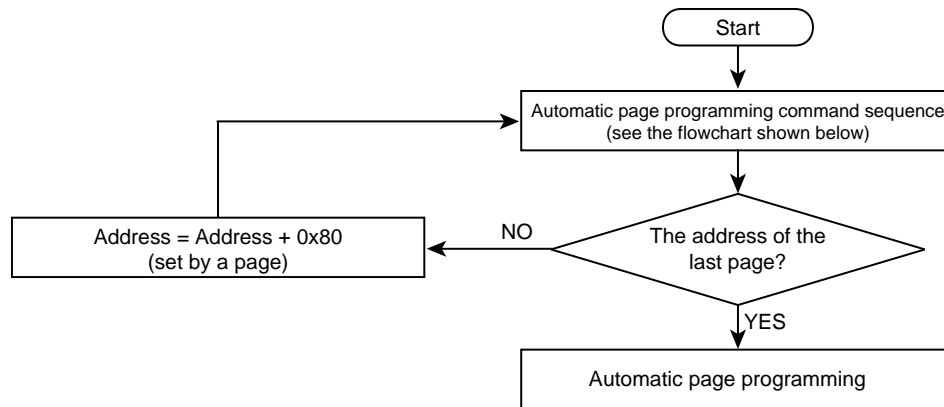 Start
Automatic page programming command sequence
(see the flowchart shown below)
The address of the
last page?
NO
Address = Address + 0x80
(set by a page)
YES
Automatic page programming